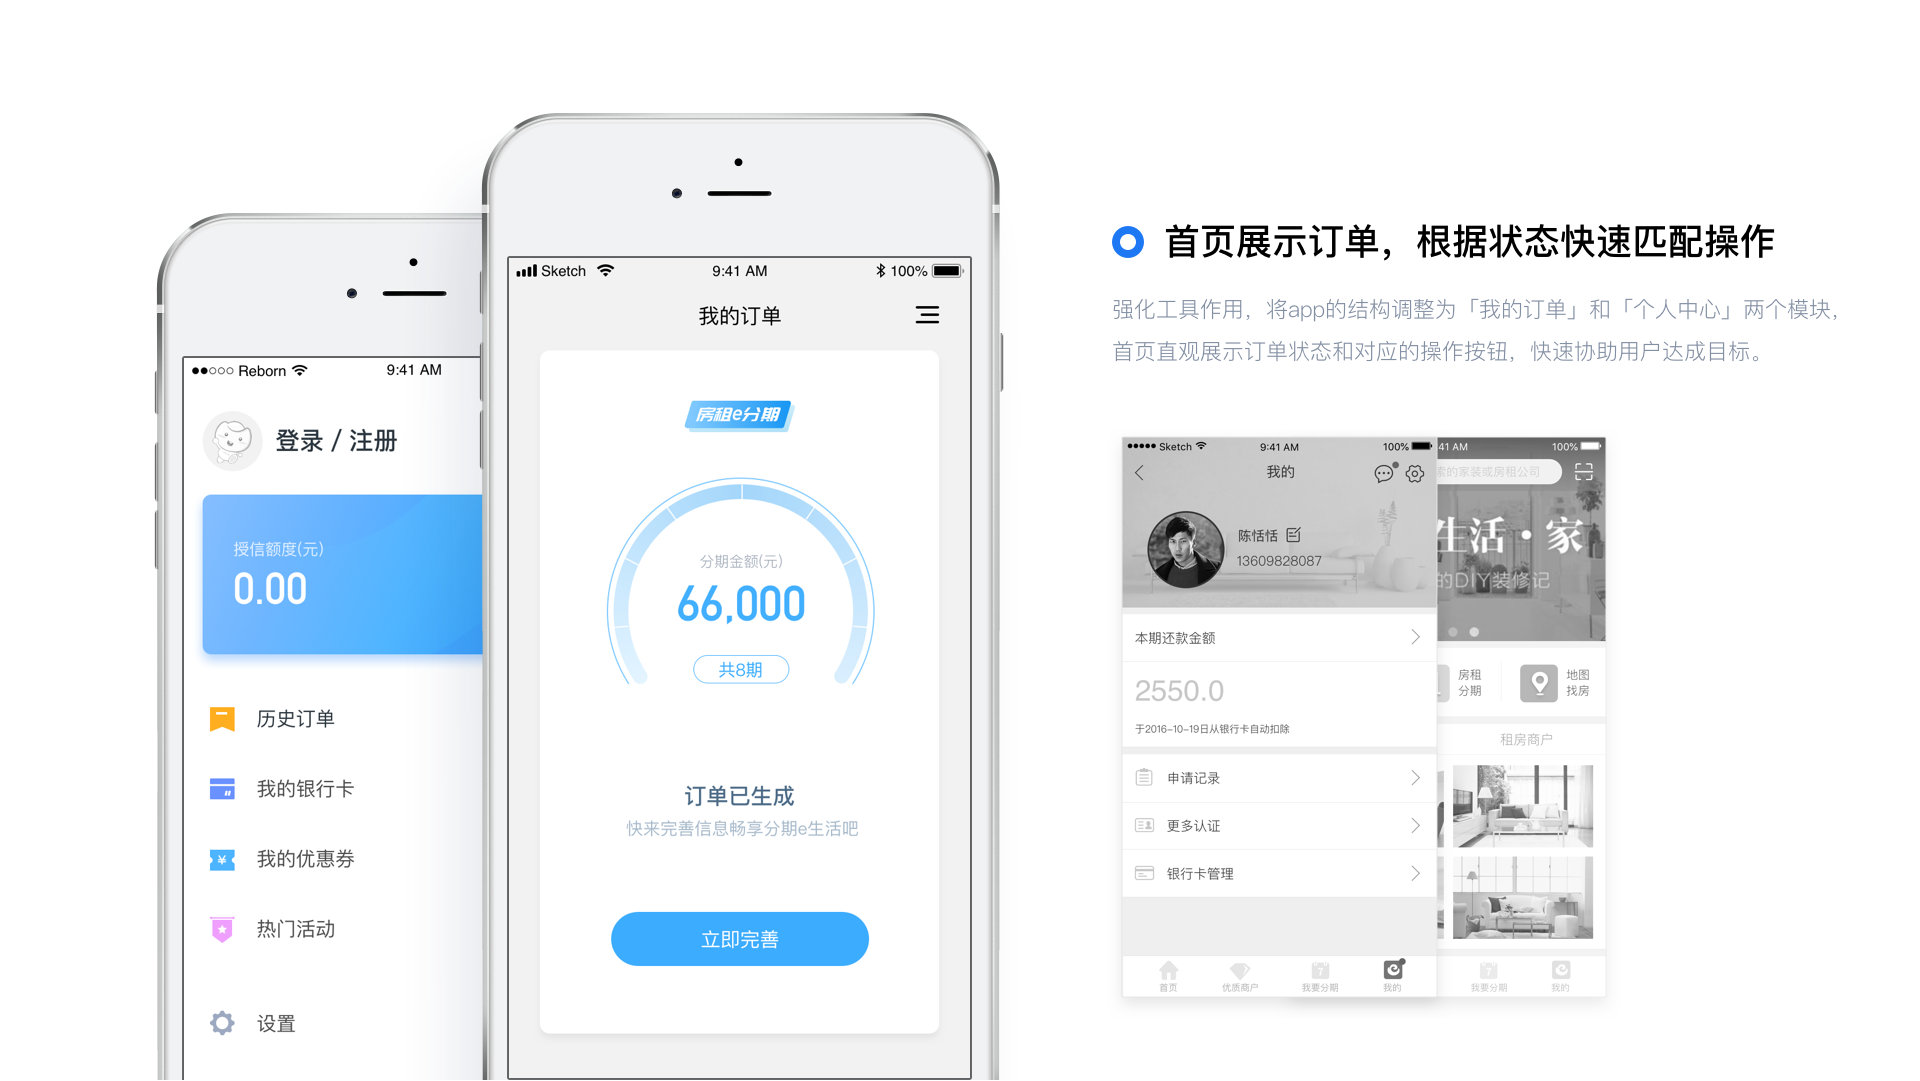 Reborn
9:41 AM
登录 / 注册
授信额度(元)
0.00
历史订单
我的银行卡
我的优惠券
热门活动
设置
Sketch
9:41 AM
100%
我的订单
房租e分期
分期金额(元)
66,000
共8期
订单已生成
快来完善信息畅享分期e生活吧
立即完善
首页展示订单，根据状态快速匹配操作
强化工具作用，将app的结构调整为「我的订单」和「个人中心」两个模块，
首页直观展示订单状态和对应的操作按钮，快速协助用户达成目标。
Sketch
9:41 AM
100%
我的
陈恬恬
13609828087
本期还款金额
2550.0
于2016-10-19日从银行卡自动扣除
申请记录
更多认证
银行卡管理
首页
优质商户
我要分期
我的
41 AM
100%
索的家装或房租公司
生活·家
的DIY装修记
房租
分期
地图
找房
租房商户
我要分期
我的